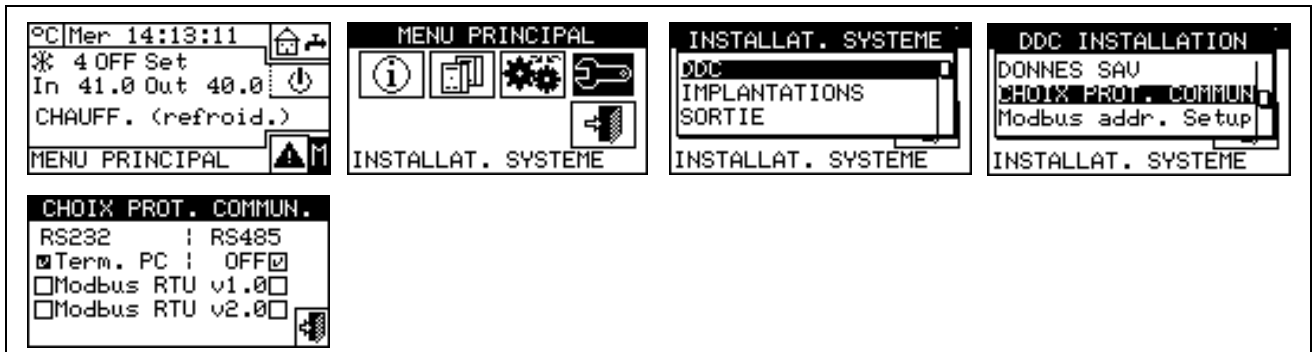 °C|Mer 14:13:11
4 OFF Set
In 41.0 Out 40.0
CHAUFF. (refroid.)
MENU PRINCIPAL
M
MENU PRINCIPAL
INSTALLAT. SYSTEME
INSTALLAT. SYSTEME
DDC
IMPLANTATIONS
SORTIE
INSTALLAT. SYSTEME
DDC INSTALLATION
DONNES SAV
CHOIX PROT. COMMUN
Modbus addr. Setup
INSTALLAT. SYSTEME
CHOIX PROT. COMMUN.
RS232 ¦ RS485
Term. PC ¦ OFF
Modbus RTU v1.0
Modbus RTU v2.0